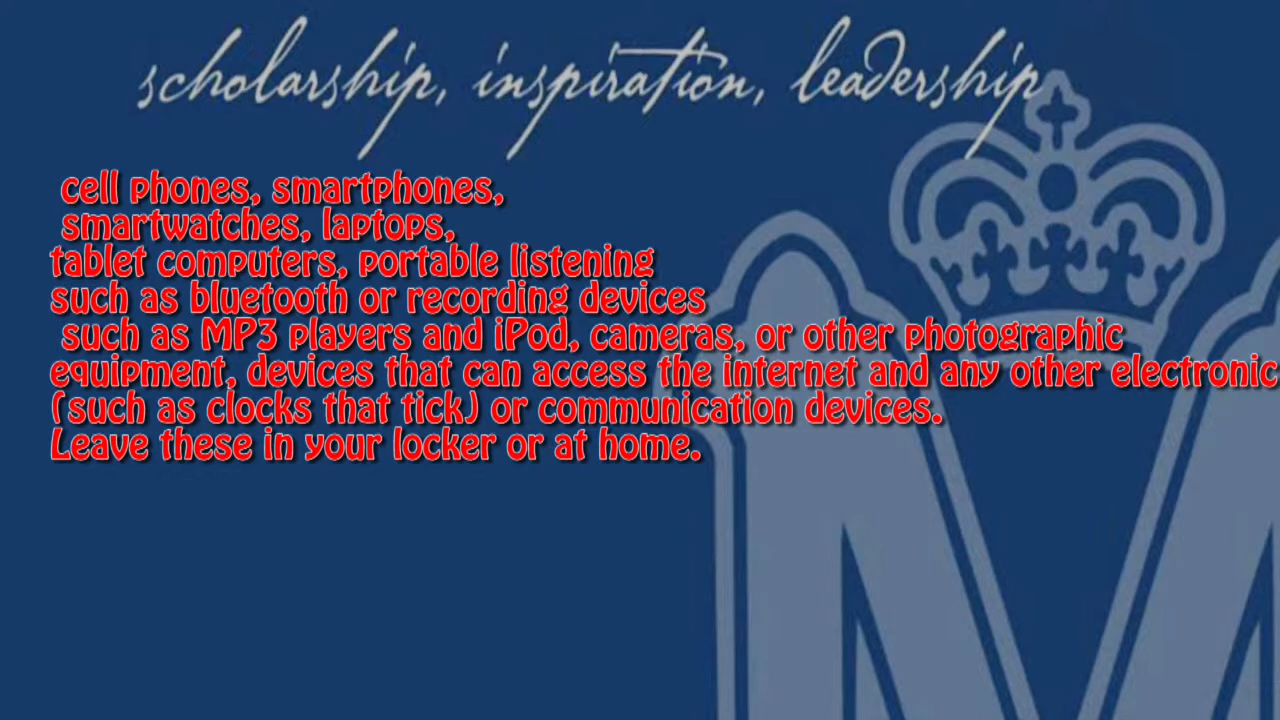 scholarship, inspiration, leadership
cell phones, smartphones,
smartwatches, laptops,
tablet computers, portable listening
such as bluetooth or recording devices
such as MP3 players and iPod, cameras, or other photographic
equipment, devices that can access the internet and any other electronic
(such as clocks that tick) or communication devices.
Leave these in your locker or at home.
M